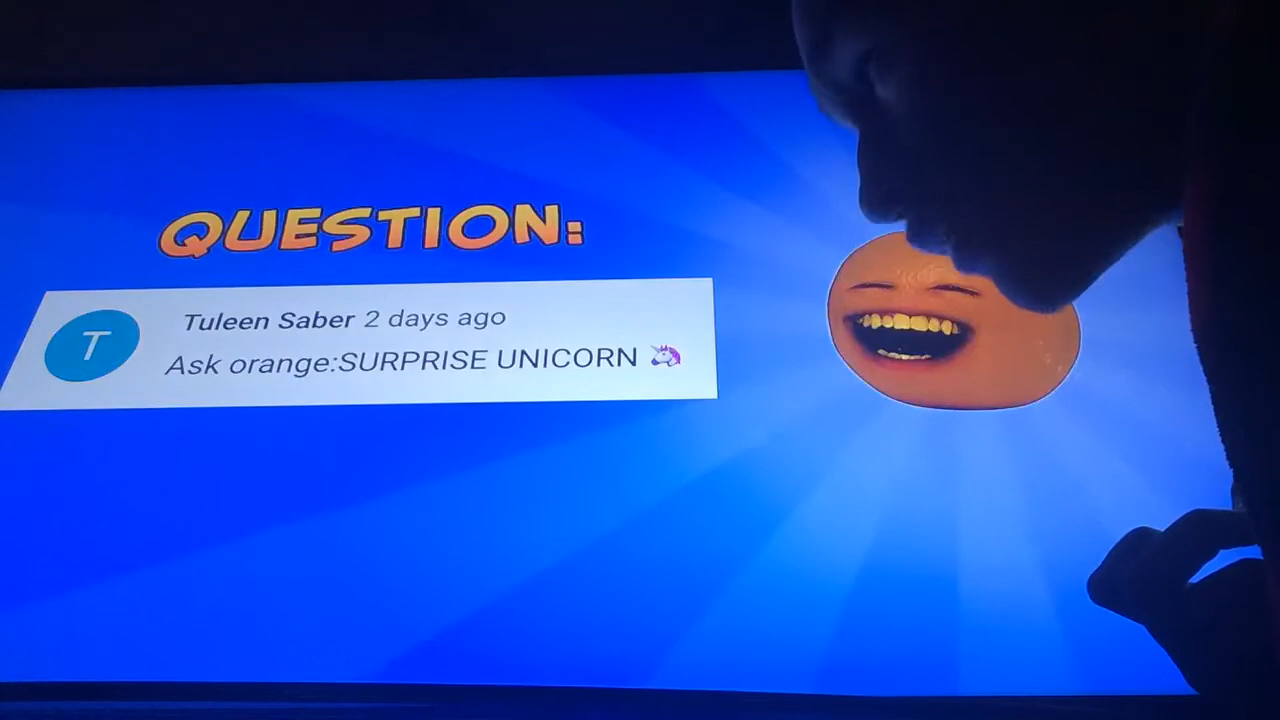 QUESTION:
T
Tuleen Saber 2 days ago
Ask orange:SURPRISE UNICORN 🦄